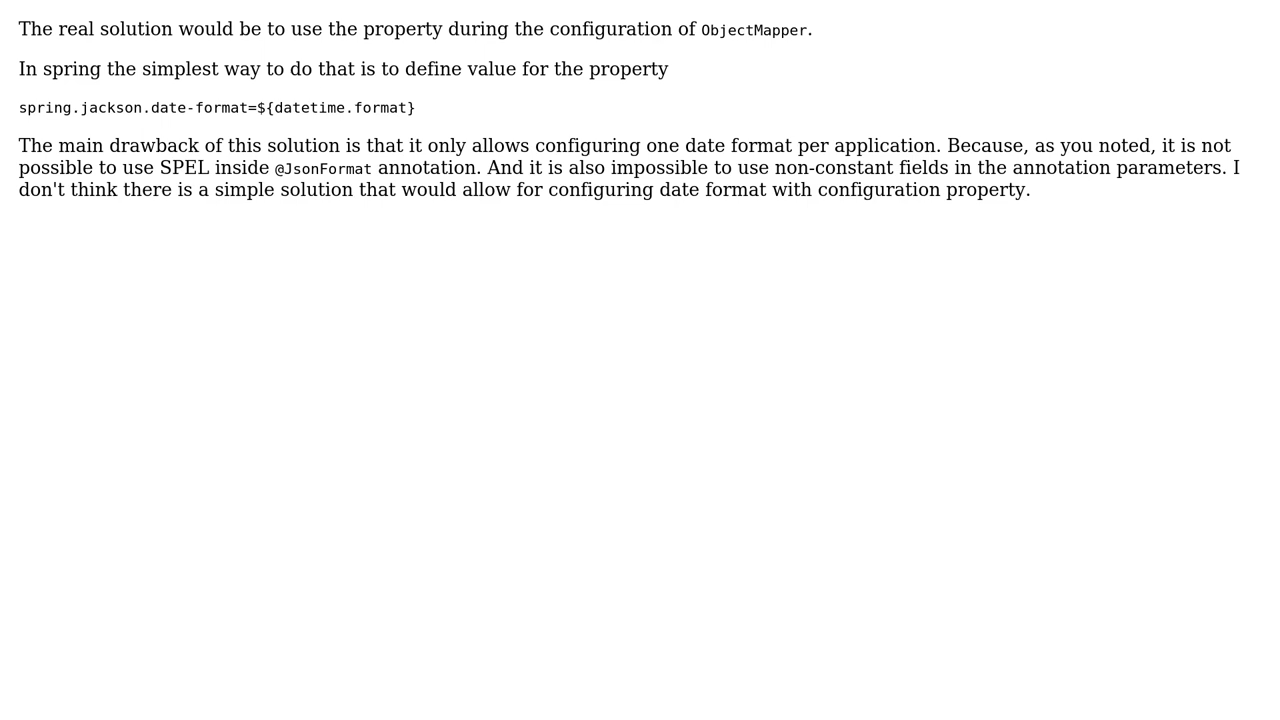 The real solution would be to use the property during the configuration of ObjectMapper.
In spring the simplest way to do that is to define value for the property
spring.jackson.date-format=${datetime.format}
The main drawback of this solution is that it only allows configuring one date format per application. Because, as you noted, it is not
possible to use SPEL inside @JsonFormat annotation. And it is also impossible to use non-constant fields in the annotation parameters. I
don't think there is a simple solution that would allow for configuring date format with configuration property.